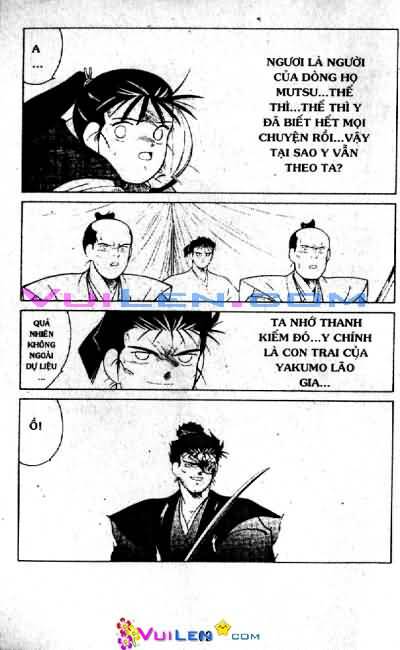 A
...
NGƯƠI LÀ NGƯỜI
CỦA DÒNG HỌ
MUTSU...THẾ
THÌ...THẾ THÌ Y
ĐÃ BIẾT HẾT MỌI
CHUYỆN RỒI...VẬY
TẠI SAO Y VẪN
THEO TA?
VUILEN.COM
QUẢ
NHIÊN
KHÔNG
NGOÀI
DỰ LIỆU
...
TA NHỚ THANH
KIẾM ĐÓ...Y CHÍNH
LÀ CON TRAI CỦA
YAKUMO LÃO
GIA...
Ồ!
VUILEN